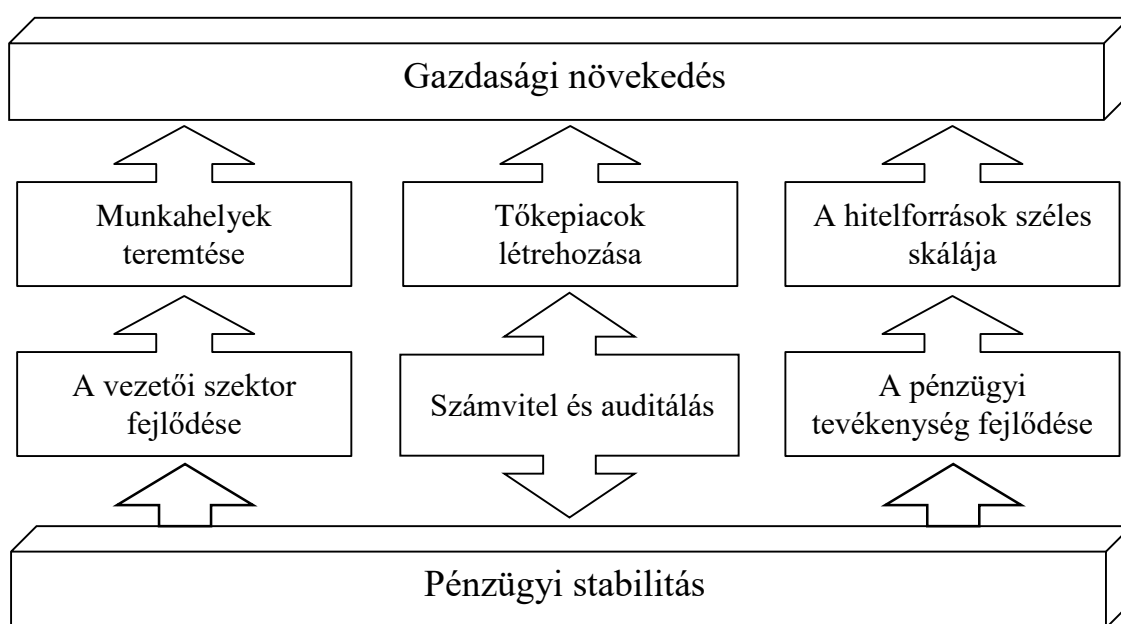 Gazdasági növekedés
Munkahelyek
teremtése
Tőkepiacok
létrehozása
A hitelforrások széles
skálája
A vezetői szektor
fejlődése
Számvitel és auditálás
A pénzügyi
tevékenység fejlődése
Pénzügyi stabilitás